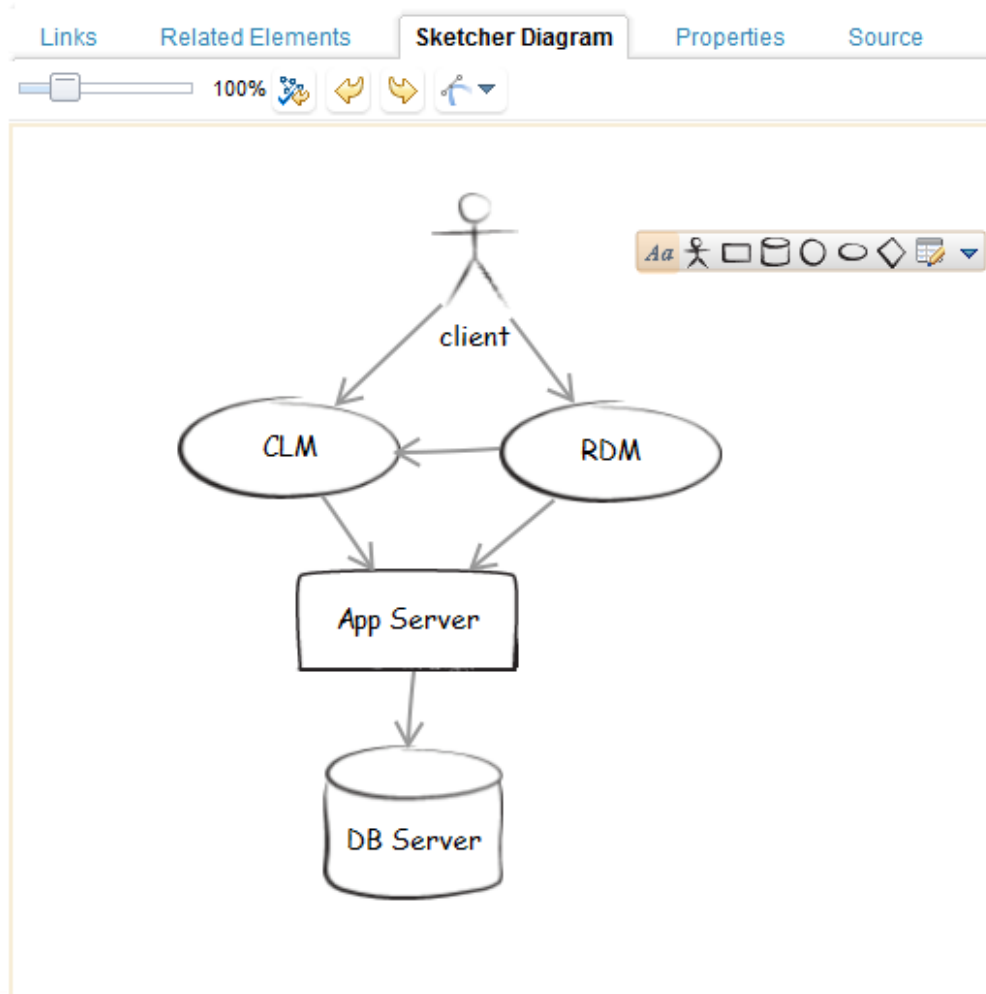 Links Related Elements Sketcher Diagram Properties Source
100%
Aa
client
CLM RDM
App Server
DB Server